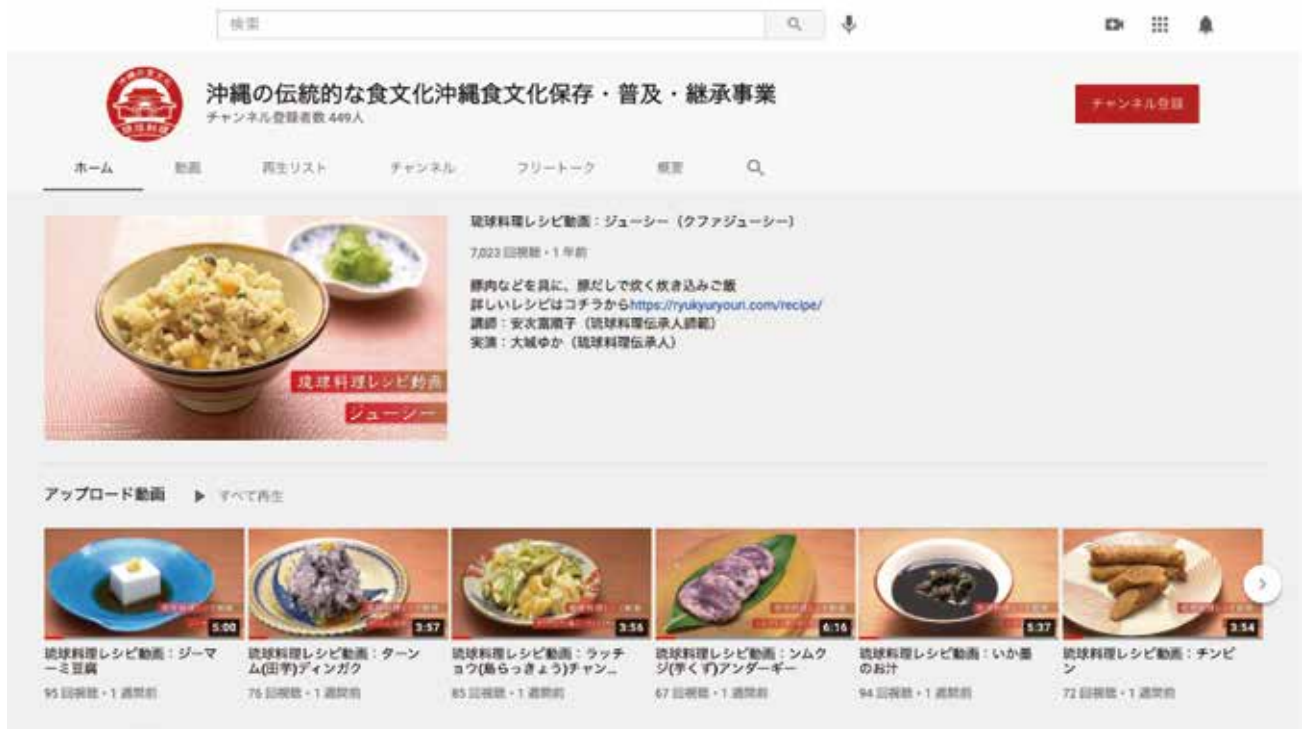 検索
沖縄の食文化
琉球料理
沖縄の伝統的な食文化沖縄食文化保存・普及・継承事業
チャンネル登録者数 449人
チャンネル登録
ホーム 動画 再生リスト チャンネル フリートーク 概要
琉球料理レシピ動画：ジューシー（クファジューシー）
7,023 回視聴・1 年前
豚肉などを具に、豚だしで炊く炊き込みご飯
詳しいレシピはコチラからhttps://ryukyuryouri.com/recipe/
講師：安次富順子（琉球料理伝承人師範）
実演：大城ゆか（琉球料理伝承人）
琉球料理レシピ動画
ジューシー
アップロード動画 ▶ すべて再生
5:00 3:57 3:56 6:16 5:37 3:54
琉球料理レシピ動画：ジーマ
ーミ豆腐
95 回視聴・1 週間前
琉球料理レシピ動画：ターン
ム(田芋)ディンガク
76 回視聴・1 週間前
琉球料理レシピ動画：ラッチ
ョウ(島らっきょう)チャン...
85 回視聴・1 週間前
琉球料理レシピ動画：ンムク
ジ(芋くず)アンダーギー
67 回視聴・1 週間前
琉球料理レシピ動画：いか墨
のお汁
94 回視聴・1 週間前
琉球料理レシピ動画：チンビ
ン
72 回視聴・1 週間前